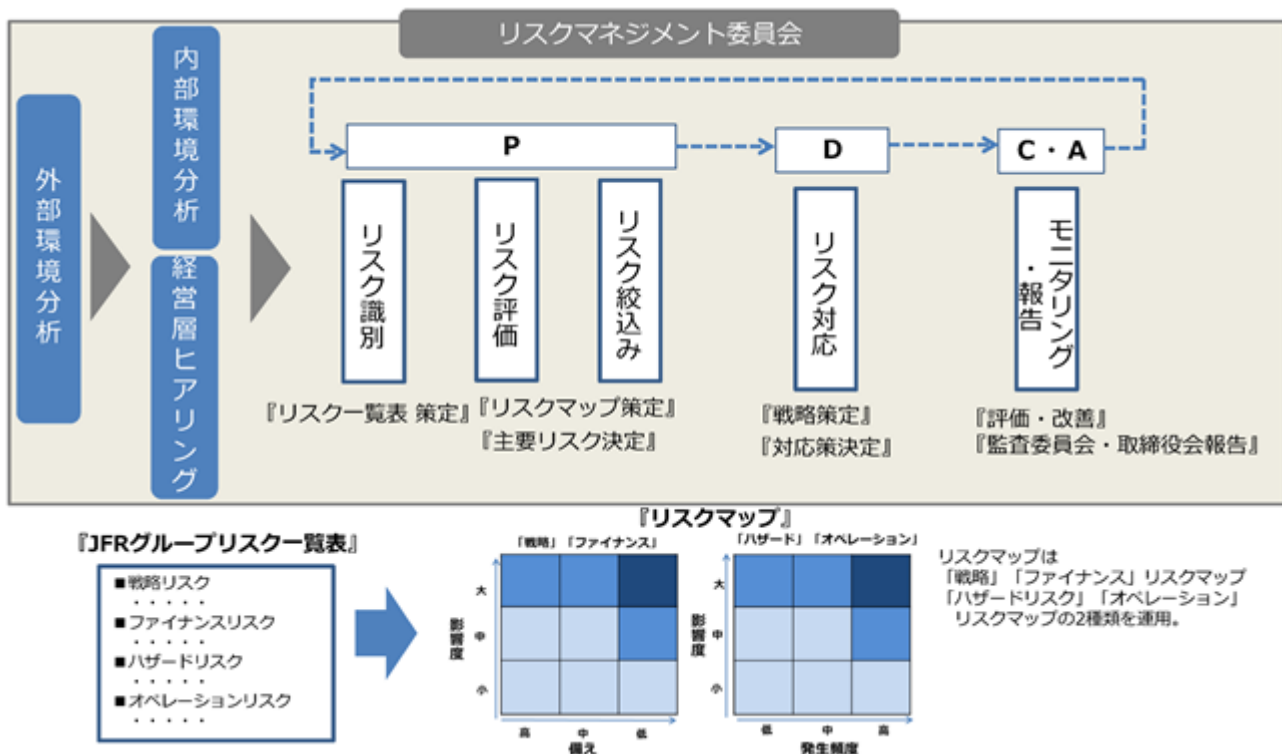 リスクマネジメント委員会
外部環境分析
内部環境分析
経営層ヒアリング
P
D
C・A
リスク識別
リスク評価
リスク絞込み
リスク対応
モニタリング
・報告
『リスク一覧表 策定』
『リスクマップ策定』
『主要リスク決定』
『戦略策定』
『対応策決定』
『評価・改善』
『監査委員会・取締役会報告』
『JFRグループリスク一覧表』
■戦略リスク
・・・・・
■ファイナンスリスク
・・・・・
■ハザードリスク
・・・・・
■オペレーションリスク
・・・・・
『リスクマップ』
「戦略」「ファイナンス」
影響度
大
中
小
高 中 低
備え
「ハザード」「オペレーション」
影響度
大
中
小
低 中 高
発生頻度
リスクマップは
「戦略」「ファイナンス」リスクマップ
「ハザードリスク」「オペレーション」
リスクマップの2種類を運用。